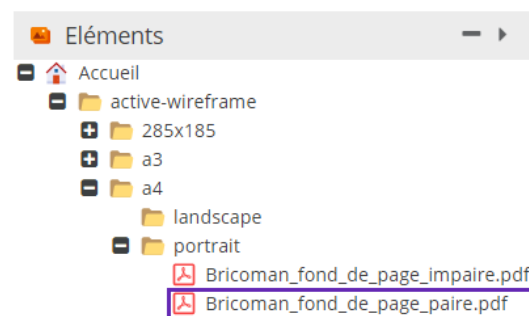 Eléments
Accueil
active-wireframe
285x185
a3
a4
landscape
portrait
Bricoman_fond_de_page_impaire.pdf
Bricoman_fond_de_page_paire.pdf